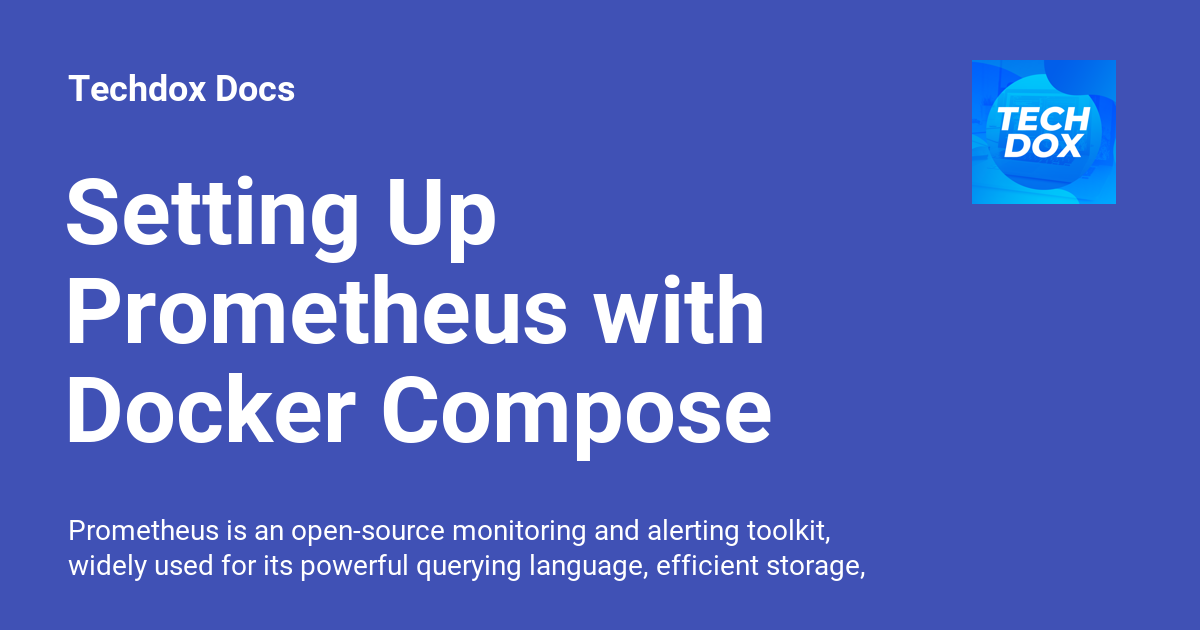 Techdox Docs
TECH
DOX
Setting Up
Prometheus with
Docker Compose
Prometheus is an open-source monitoring and alerting toolkit,
widely used for its powerful querying language, efficient storage,